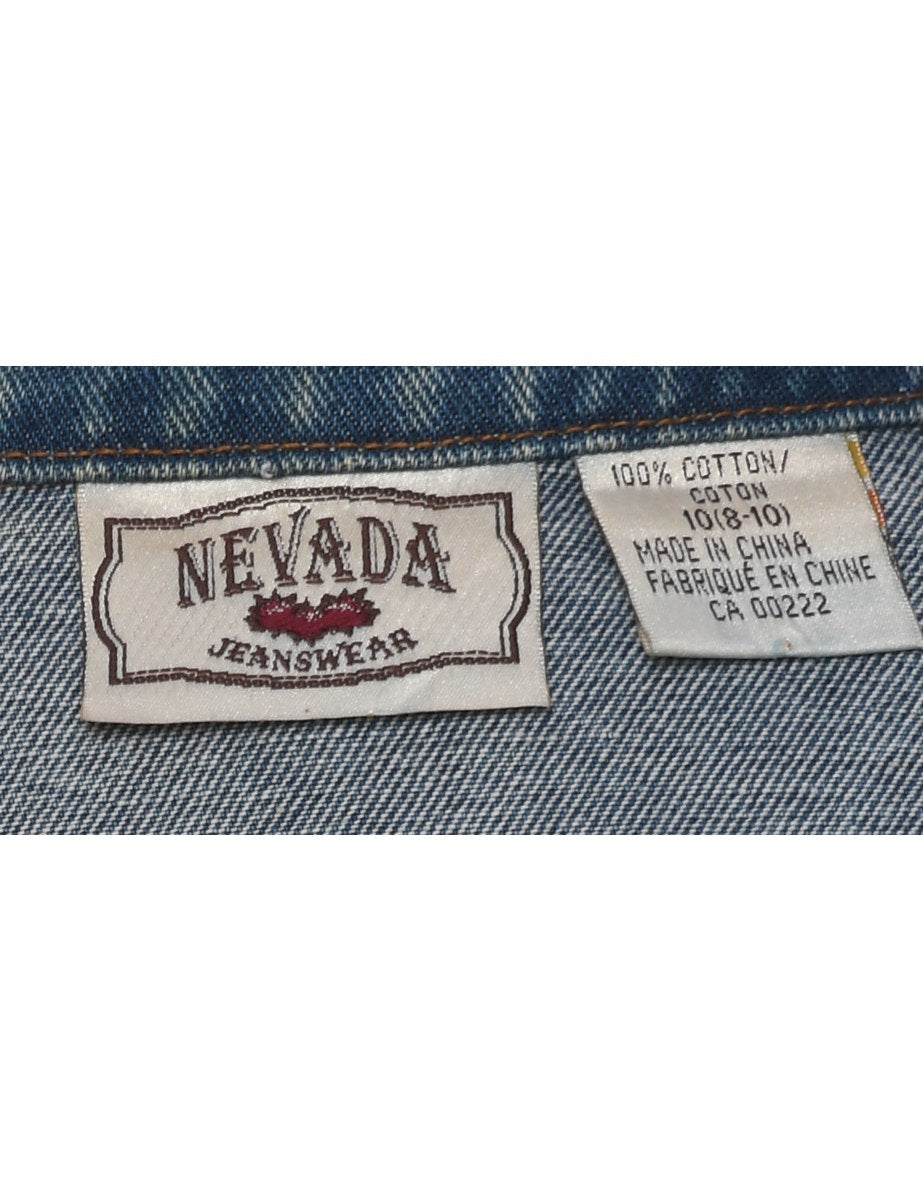 NEVADA
JEANSWEAR
100% COTTON/
COTON
10(8-10)
MADE IN CHINA
FABRIQUÉ EN CHINE
CA 00222